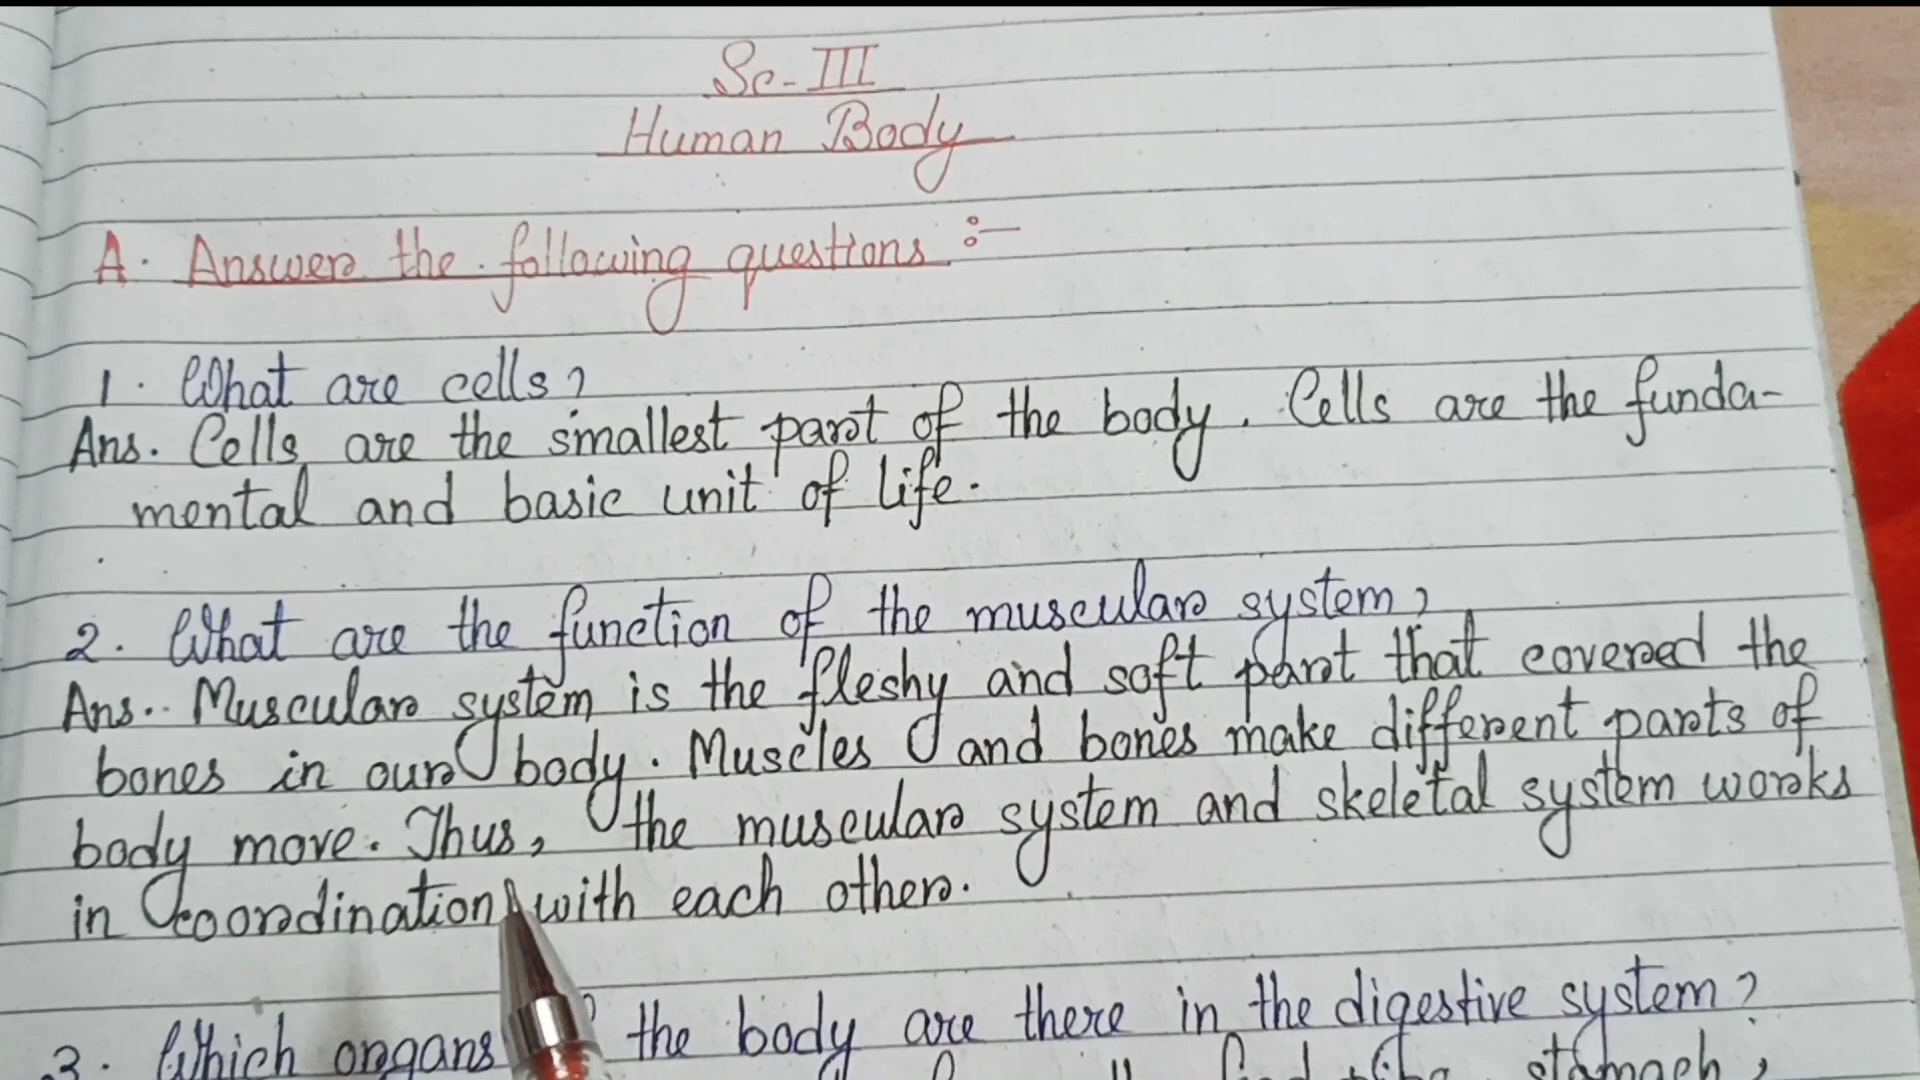 Sc-III
Human Body
A. Answer the following questions :-
1. What are cells?
Ans. Cells are the smallest part of the body. Cells are the funda-
mental and basic unit of life.
2. What are the function of the muscular system?
Ans.. Muscular system is the fleshy and soft part that covered the
bones in our body. Muscles and bones make different parts of
body move. Thus, the muscular system and skeletal system works
in coordination with each other.
3. Which organs the body are there in the digestive system?
stomach,